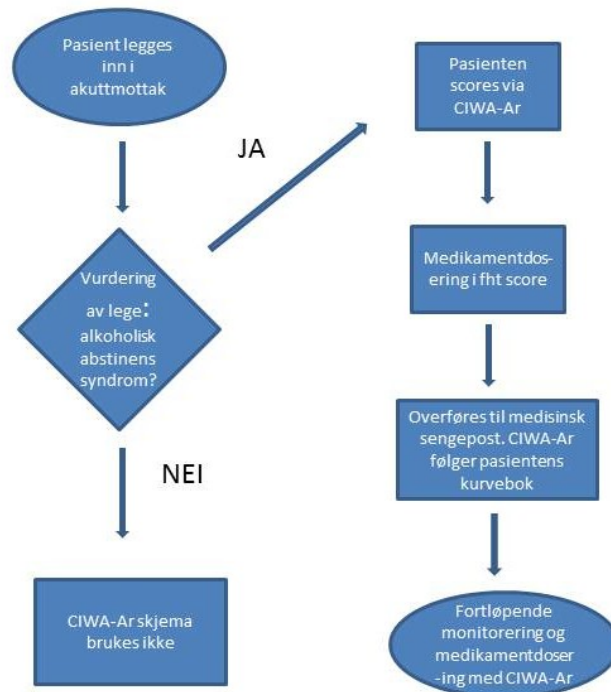 Pasient legges
inn i
akuttmottak
Vurdering
av lege:
alkoholisk
abstinens
syndrom?
JA
NEI
CIWA-Ar skjema
brukes ikke
Pasienten
scores via
CIWA-Ar
Medikamentdos-
ering i fht score
Overføres til medisinsk
sengepost. CIWA-Ar
følger pasientens
kurvebok
Fortløpende
monitorering og
medikamentdoser
-ing med CIWA-Ar